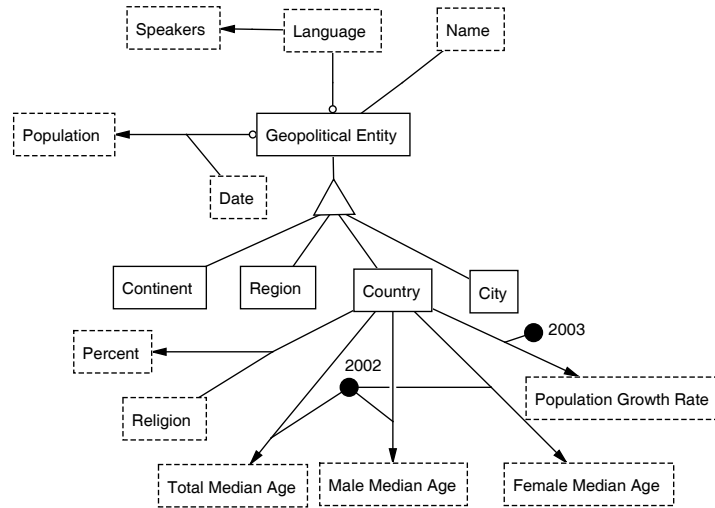 Speakers
Language
Name
Population
Geopolitical Entity
Date
Continent
Region
Country
City
2003
Percent
2002
Religion
Population Growth Rate
Total Median Age
Male Median Age
Female Median Age